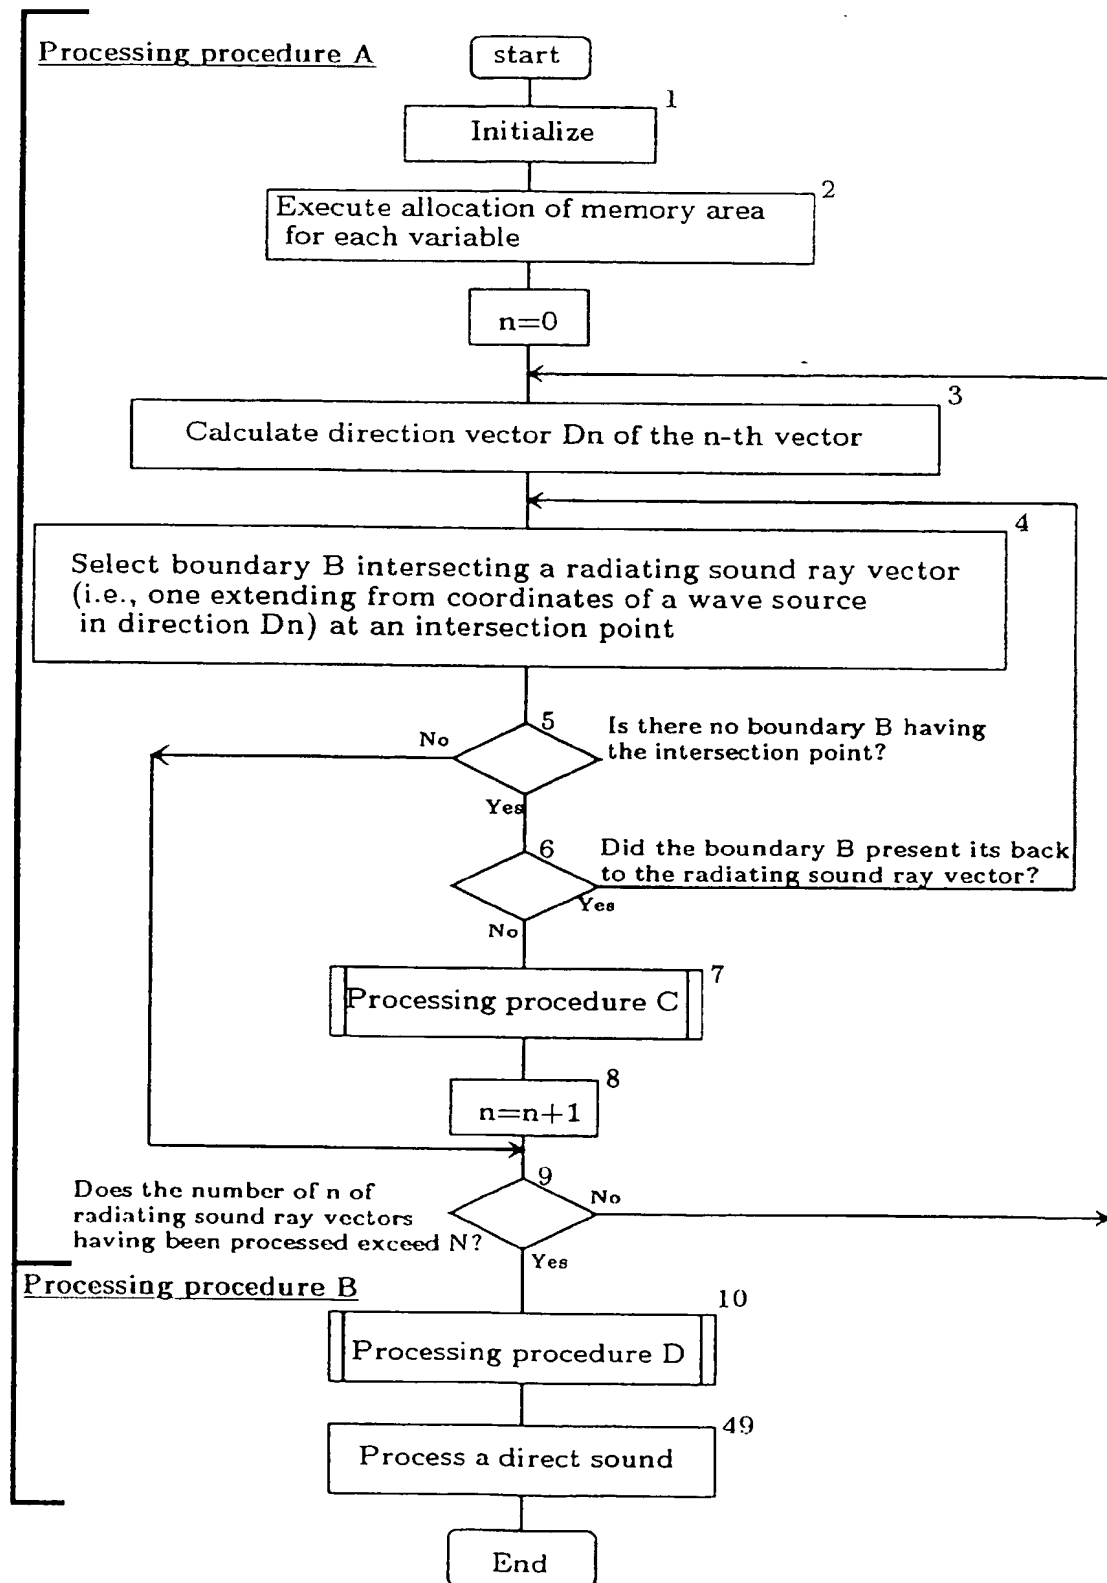 Processing procedure A
start
1
Initialize
2
Execute allocation of memory area
for each variable
n=0
3
Calculate direction vector Dn of the n-th vector
4
Select boundary B intersecting a radiating sound ray vector
(i.e., one extending from coordinates of a wave source
in direction Dn) at an intersection point
5
Is there no boundary B having
the intersection point?
No
Yes
6
Did the boundary B present its back
to the radiating sound ray vector?
Yes
No
7
Processing procedure C
8
n=n+1
9
Does the number of n of
radiating sound ray vectors
having been processed exceed N?
No
Yes
Processing procedure B
10
Processing procedure D
49
Process a direct sound
End